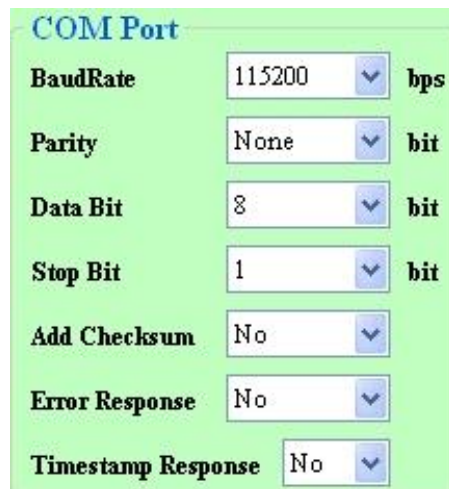 COM Port
BaudRate 115200 bps
Parity None bit
Data Bit 8 bit
Stop Bit 1 bit
Add Checksum No
Error Response No
Timestamp Response No